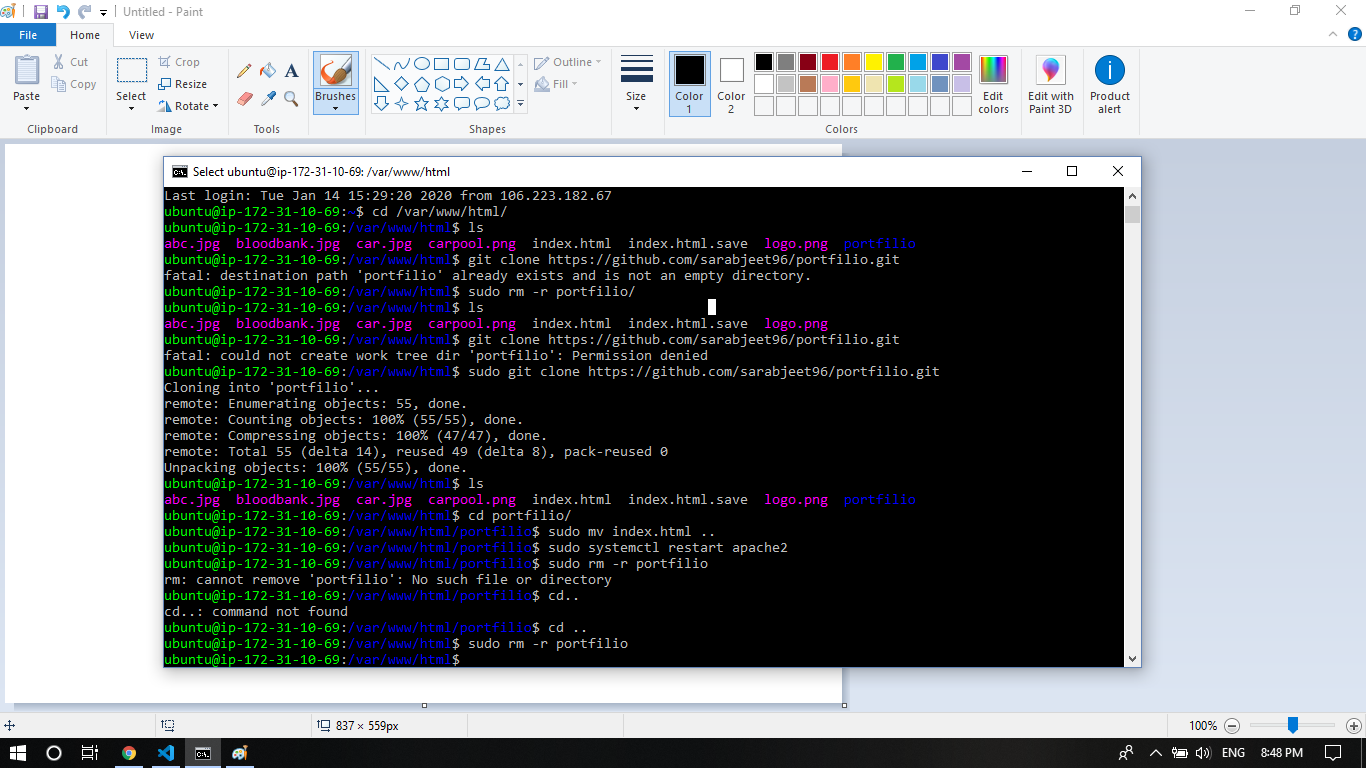 Untitled - Paint
File Home View
Paste Cut Copy Clipboard
Select Crop Resize Rotate Image
Tools
Brushes
Outline Fill Shapes
Size
Color 1 Color 2 Edit colors Colors
Edit with Paint 3D
Product alert
Select ubuntu@ip-172-31-10-69: /var/www/html
Last login: Tue Jan 14 15:29:20 2020 from 106.223.182.67
ubuntu@ip-172-31-10-69:~$ cd /var/www/html/
ubuntu@ip-172-31-10-69:/var/www/html$ ls
abc.jpg bloodbank.jpg car.jpg carpool.png index.html index.html.save logo.png portfilio
ubuntu@ip-172-31-10-69:/var/www/html$ git clone https://github.com/sarabjeet96/portfilio.git
fatal: destination path 'portfilio' already exists and is not an empty directory.
ubuntu@ip-172-31-10-69:/var/www/html$ sudo rm -r portfilio/
ubuntu@ip-172-31-10-69:/var/www/html$ ls
abc.jpg bloodbank.jpg car.jpg carpool.png index.html index.html.save logo.png
ubuntu@ip-172-31-10-69:/var/www/html$ git clone https://github.com/sarabjeet96/portfilio.git
fatal: could not create work tree dir 'portfilio': Permission denied
ubuntu@ip-172-31-10-69:/var/www/html$ sudo git clone https://github.com/sarabjeet96/portfilio.git
Cloning into 'portfilio'...
remote: Enumerating objects: 55, done.
remote: Counting objects: 100% (55/55), done.
remote: Compressing objects: 100% (47/47), done.
remote: Total 55 (delta 14), reused 49 (delta 8), pack-reused 0
Unpacking objects: 100% (55/55), done.
ubuntu@ip-172-31-10-69:/var/www/html$ ls
abc.jpg bloodbank.jpg car.jpg carpool.png index.html index.html.save logo.png portfilio
ubuntu@ip-172-31-10-69:/var/www/html$ cd portfilio/
ubuntu@ip-172-31-10-69:/var/www/html/portfilio$ sudo mv index.html ..
ubuntu@ip-172-31-10-69:/var/www/html/portfilio$ sudo systemctl restart apache2
ubuntu@ip-172-31-10-69:/var/www/html/portfilio$ sudo rm -r portfilio
rm: cannot remove 'portfilio': No such file or directory
ubuntu@ip-172-31-10-69:/var/www/html/portfilio$ cd..
cd..: command not found
ubuntu@ip-172-31-10-69:/var/www/html/portfilio$ cd ..
ubuntu@ip-172-31-10-69:/var/www/html$ sudo rm -r portfilio
ubuntu@ip-172-31-10-69:/var/www/html$
837 × 559px
100%
ENG 8:48 PM